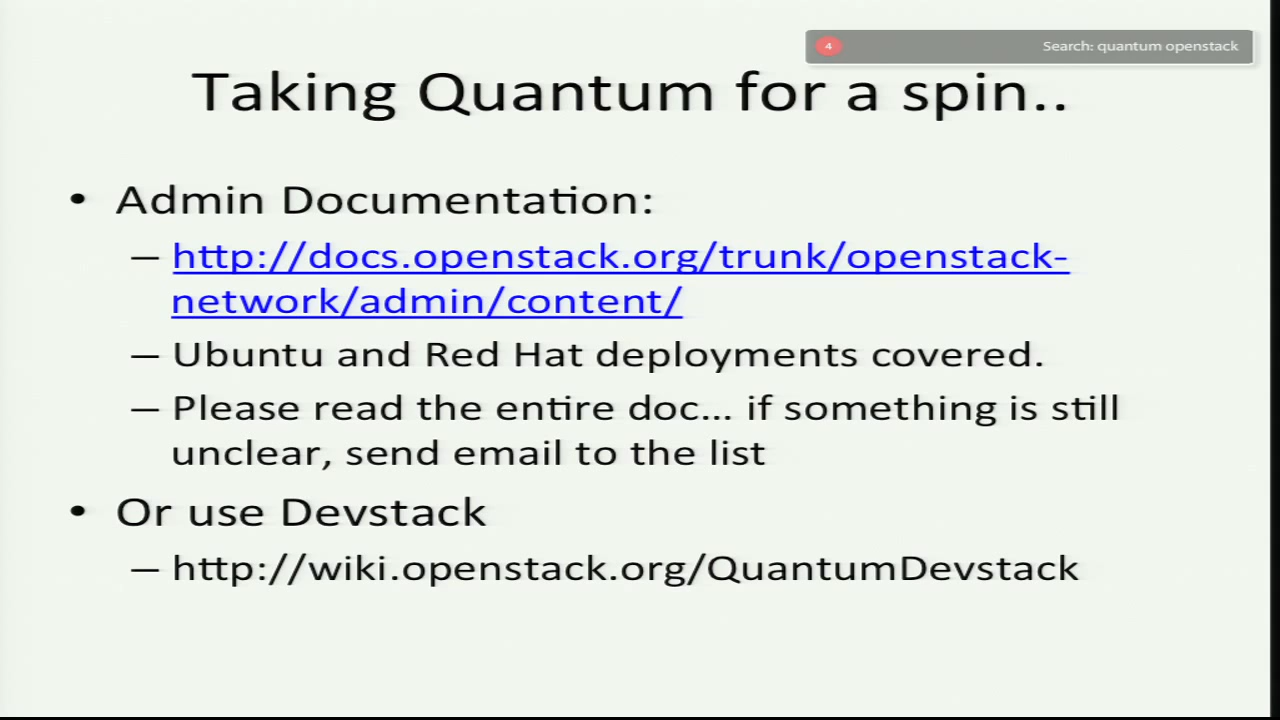 4 Search: quantum openstack
Taking Quantum for a spin..
• Admin Documentation:
– http://docs.openstack.org/trunk/openstack-
network/admin/content/
– Ubuntu and Red Hat deployments covered.
– Please read the entire doc... if something is still
unclear, send email to the list
• Or use Devstack
– http://wiki.openstack.org/QuantumDevstack